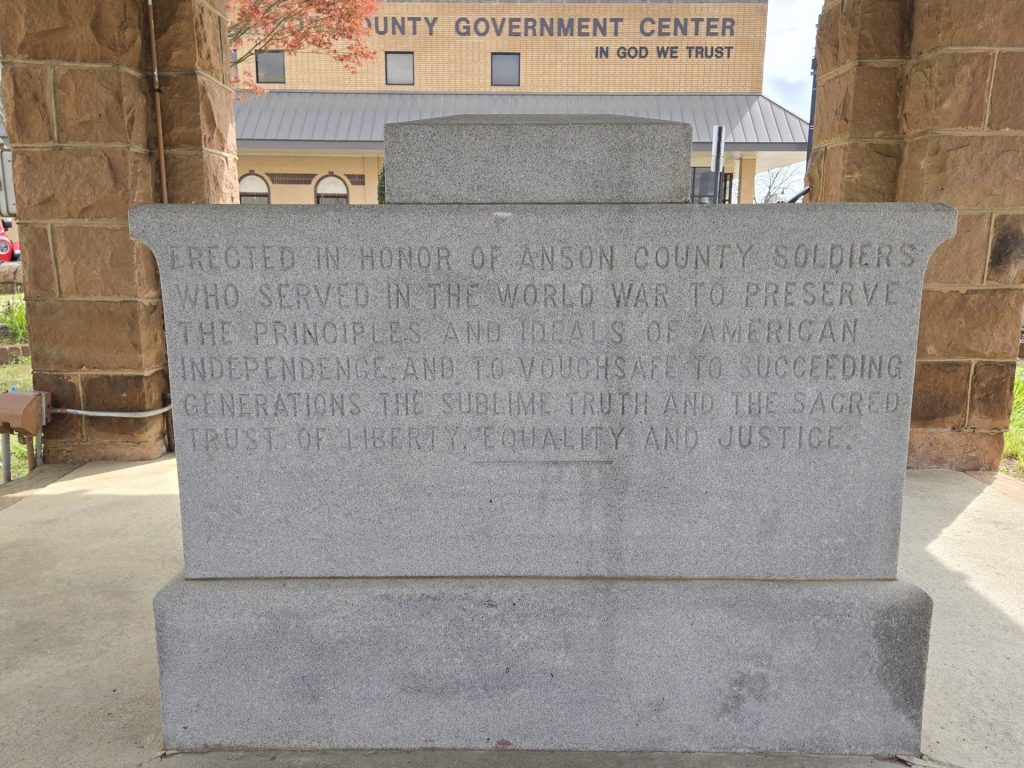 COUNTY GOVERNMENT CENTER
IN GOD WE TRUST
ERECTED IN HONOR OF ANSON COUNTY SOLDIERS
WHO SERVED IN THE WORLD WAR TO PRESERVE
THE PRINCIPLES AND IDEALS OF AMERICAN
INDEPENDENCE; AND TO VOUCHSAFE TO SUCCEEDING
GENERATIONS THE SUBLIME TRUTH AND THE SACRED
TRUST OF LIBERTY, EQUALITY AND JUSTICE.